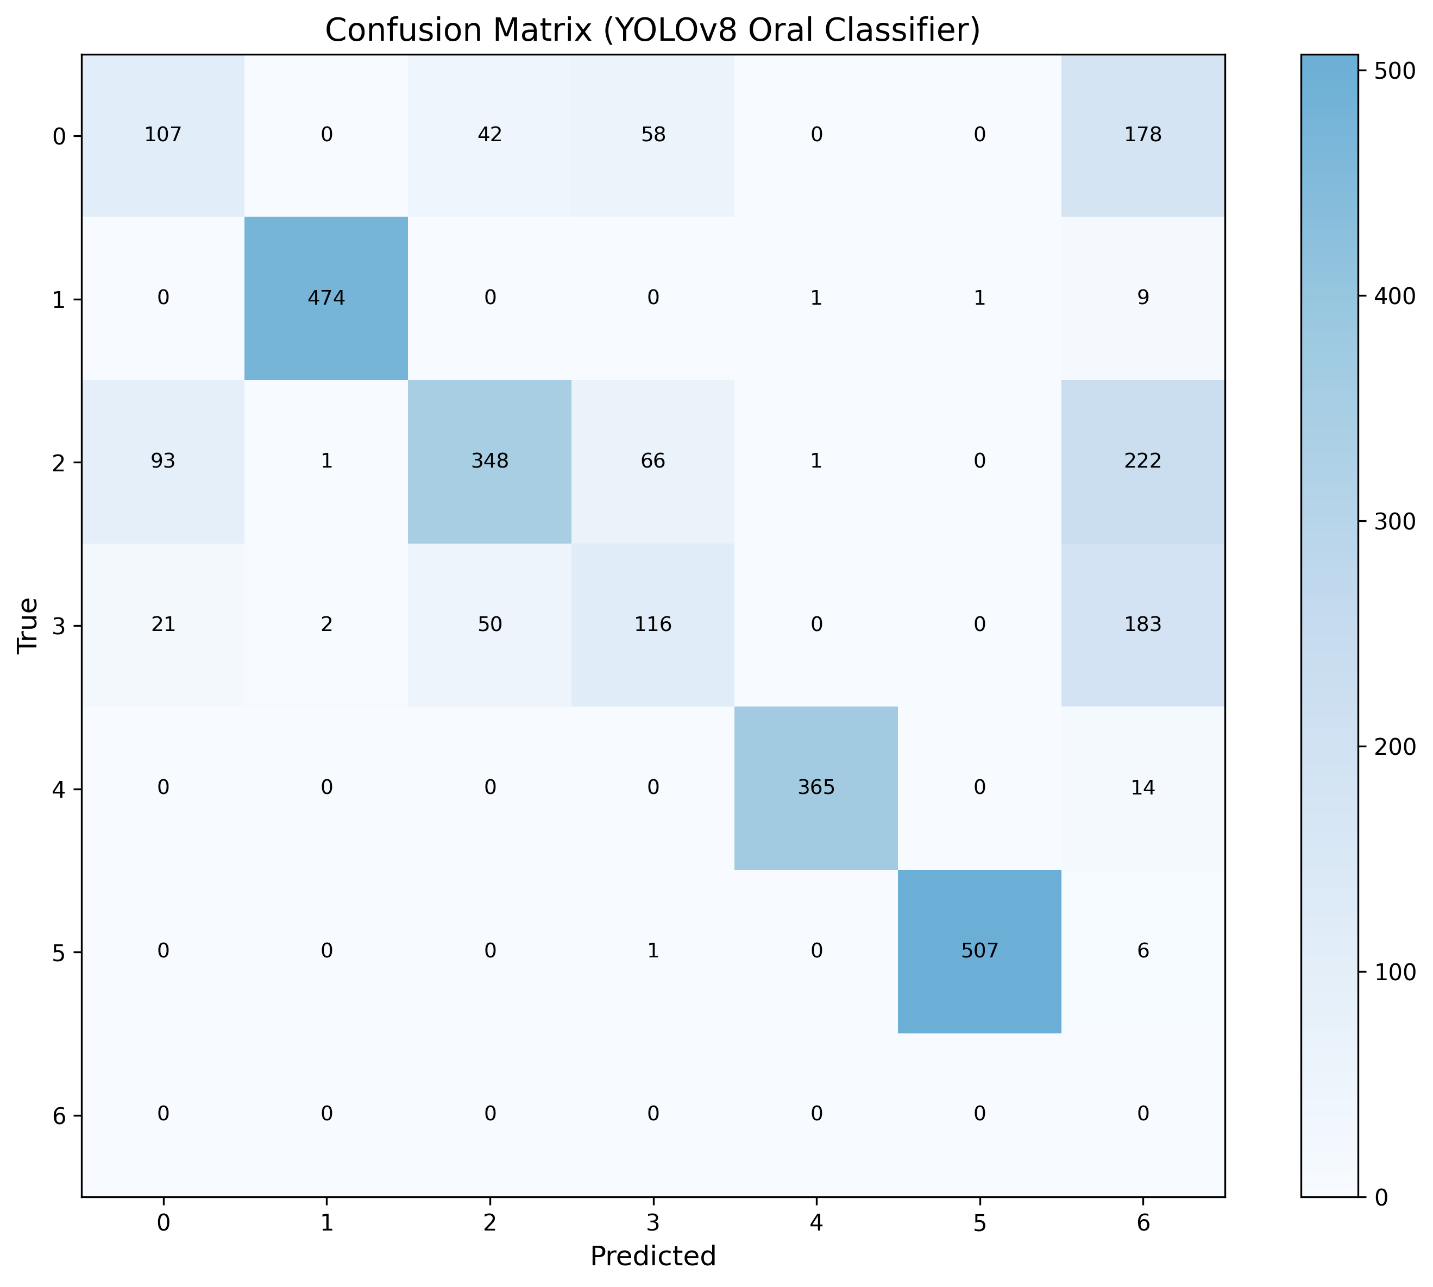 Confusion Matrix (YOLOv8 Oral Classifier)
500
0 107 0 42 58 0 0 178
400
1 0 474 0 0 1 1 9
2 93 1 348 66 1 0 222
300
True
3 21 2 50 116 0 0 183
200
4 0 0 0 0 365 0 14
100
5 0 0 0 1 0 507 6
6 0 0 0 0 0 0 0
0
0 1 2 3 4 5 6
Predicted